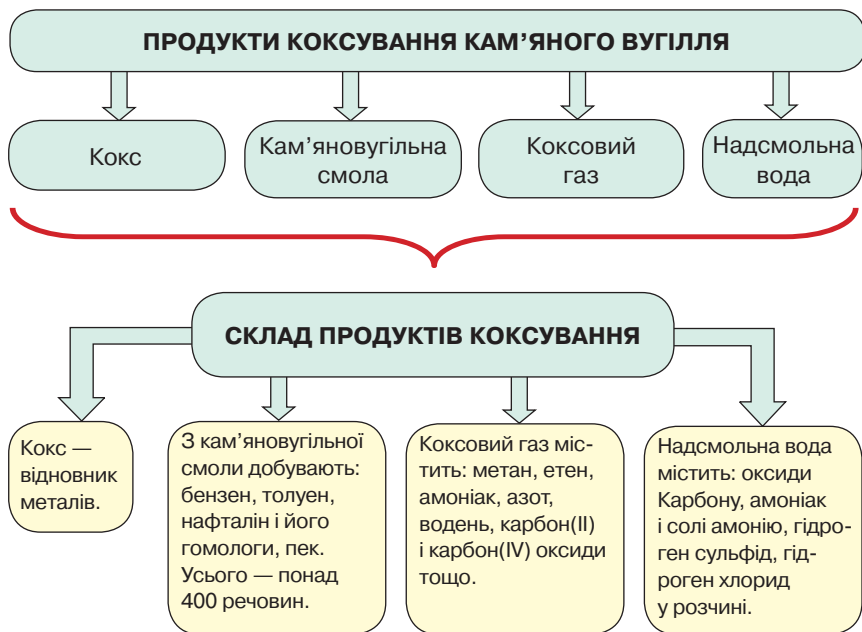 ПРОДУКТИ КОКСУВАННЯ КАМ’ЯНОГО ВУГІЛЛЯ
Кокс
Кам’яновугільна
смола
Коксовий
газ
Надсмольна
вода
СКЛАД ПРОДУКТІВ КОКСУВАННЯ
Кокс —
відновник
металів.
З кам’яновугільної
смоли добувають:
бензен, толуен,
нафталін і його
гомологи, пек.
Усього — понад
400 речовин.
Коксовий газ міс-
тить: метан, етен,
амоніак, азот,
водень, карбон(ІІ)
і карбон(IV) оксиди
тощо.
Надсмольна вода
містить: оксиди
Карбону, амоніак
і солі амонію, гідро-
ген сульфід, гід-
роген хлорид
у розчині.